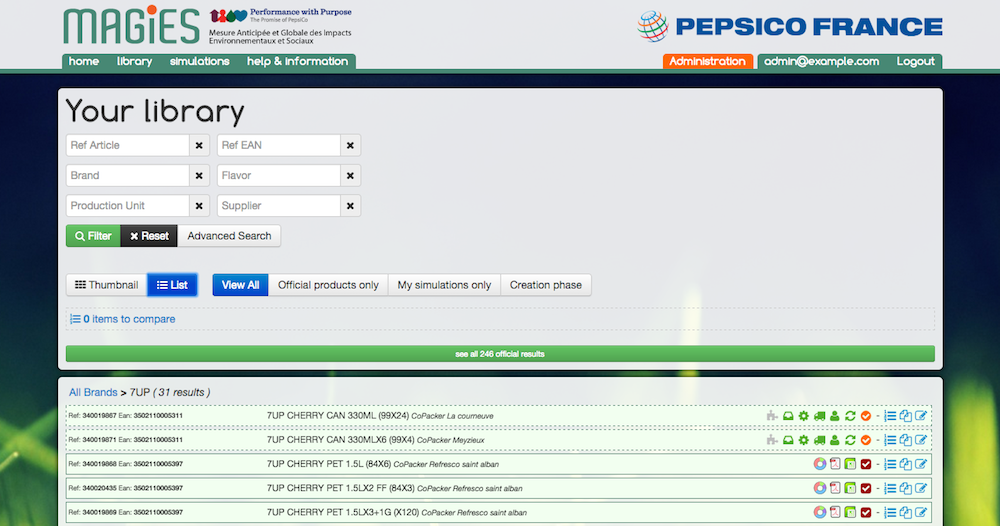 MAGiES
Performance with Purpose
The Promise of PepsiCo
Mesure Anticipée et Globale des Impacts
Environnementaux et Sociaux
PEPSICO FRANCE
home library simulations help & information
Administration admin@example.com Logout
Your library
Ref Article Ref EAN
Brand Flavor
Production Unit Supplier
Filter Reset Advanced Search
Thumbnail List View All Official products only My simulations only Creation phase
0 items to compare
see all 246 official results
All Brands > 7UP ( 31 results )
Ref: 340019867 Ean: 3502110005311 7UP CHERRY CAN 330ML (99X24) CoPacker La courneuve
Ref: 340019871 Ean: 3502110005311 7UP CHERRY CAN 330MLX6 (99X4) CoPacker Meyzieux
Ref: 340019868 Ean: 3502110005397 7UP CHERRY PET 1.5L (84X6) CoPacker Refresco saint alban
Ref: 340020435 Ean: 3502110005397 7UP CHERRY PET 1.5LX2 FF (84X3) CoPacker Refresco saint alban
Ref: 340019869 Ean: 3502110005397 7UP CHERRY PET 1.5LX3+1G (X120) CoPacker Refresco saint alban